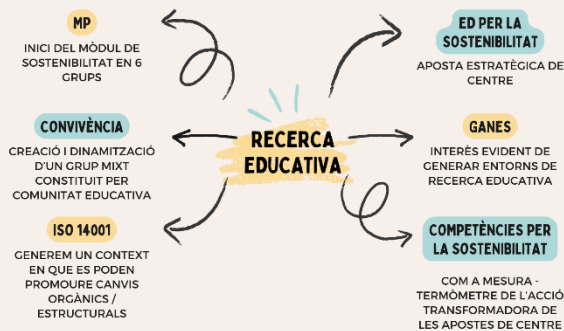 MP
INICI DEL MÒDUL DE
SOSTENIBILITAT EN 6
GRUPS
CONVIVÈNCIA
CREACIÓ I DINAMITZACIÓ
D'UN GRUP MIXT
CONSTITUIT PER
COMUNITAT EDUCATIVA
ISO 14001
GENEREM UN CONTEXT
EN QUE ES PODEN
PROMOURE CANVIS
ORGÀNICS /
ESTRUCTURALS
RECERCA
EDUCATIVA
ED PER LA
SOSTENIBILITAT
APOSTA ESTRATÈGICA DE
CENTRE
GANES
INTERÈS EVIDENT DE
GENERAR ENTORNS DE
RECERCA EDUCATIVA
COMPETÈNCIES PER
LA SOSTENIBILITAT
COM A MESURA -
TERMÒMETRE DE L'ACCIÓ
TRANSFORMADORA DE
LES APOSTES DE CENTRE